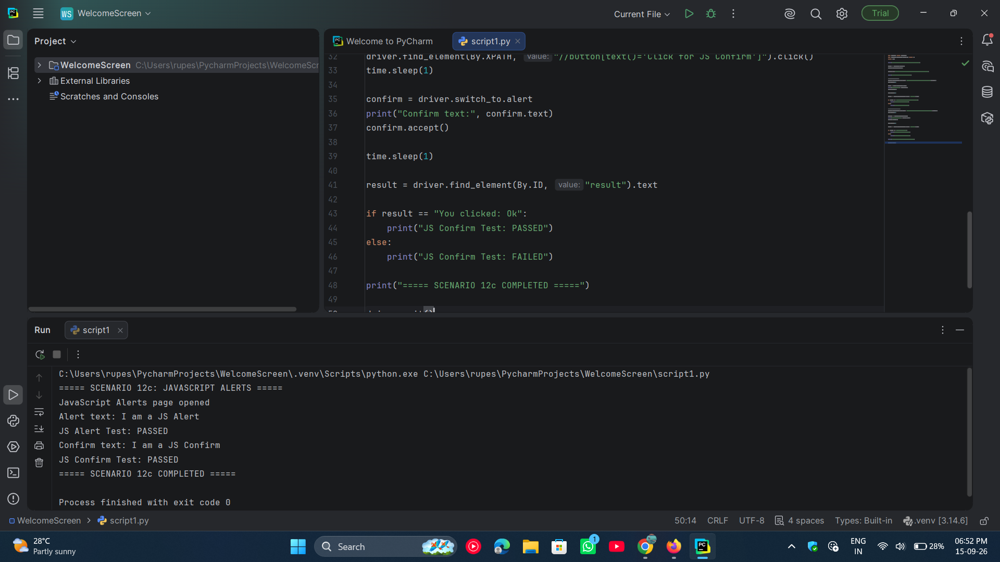 WS WelcomeScreen
Current File
Trial
Project
WelcomeScreen C:\Users\rupes\PycharmProjects\WelcomeScr
External Libraries
Scratches and Consoles
Welcome to PyCharm
script1.py
32 driver.find_element(By.XPATH, value: "//button[text()='Click for JS Confirm']").click()
33 time.sleep(1)
34
35 confirm = driver.switch_to.alert
36 print("Confirm text:", confirm.text)
37 confirm.accept()
38
39 time.sleep(1)
40
41 result = driver.find_element(By.ID, value: "result").text
42
43 if result == "You clicked: Ok":
44 print("JS Confirm Test: PASSED")
45 else:
46 print("JS Confirm Test: FAILED")
47
48 print("===== SCENARIO 12c COMPLETED =====")
49
Run script1
C:\Users\rupes\PycharmProjects\WelcomeScreen\.venv\Scripts\python.exe C:\Users\rupes\PycharmProjects\WelcomeScreen\script1.py
===== SCENARIO 12c: JAVASCRIPT ALERTS =====
JavaScript Alerts page opened
Alert text: I am a JS Alert
JS Alert Test: PASSED
Confirm text: I am a JS Confirm
JS Confirm Test: PASSED
===== SCENARIO 12c COMPLETED =====
Process finished with exit code 0
WelcomeScreen > script1.py
50:14 CRLF UTF-8 4 spaces Types: Built-in .venv [3.14.6]
28°C
Partly sunny
Search
1
ENG
IN
28%
06:52 PM
15-09-26